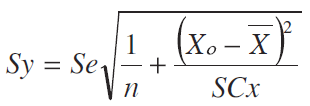 Sy = Se √(1/n + (Xₒ – X̅)²/SCx)